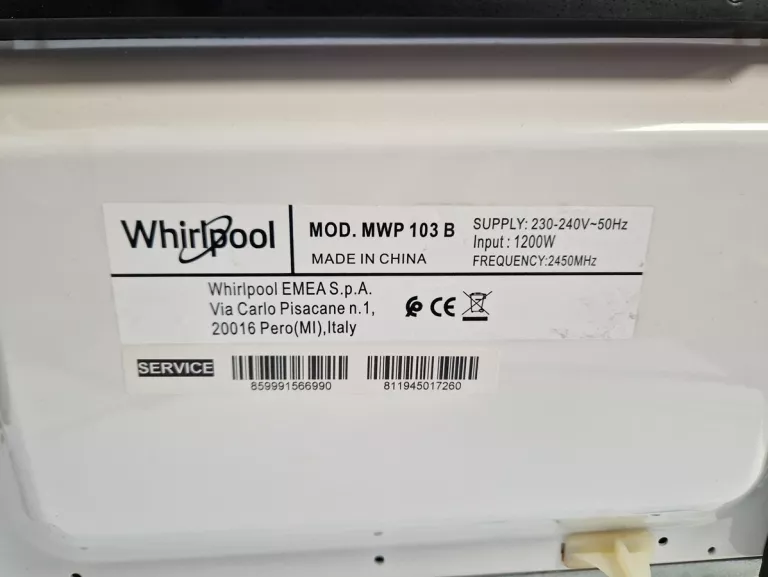 Whirlpool
MOD. MWP 103 B
MADE IN CHINA
SUPPLY: 230-240V~50Hz
Input : 1200W
FREQUENCY:2450MHz
Whirlpool EMEA S.p.A.
Via Carlo Pisacane n.1,
20016 Pero(MI),Italy
CE
SERVICE
859991566990
811945017260